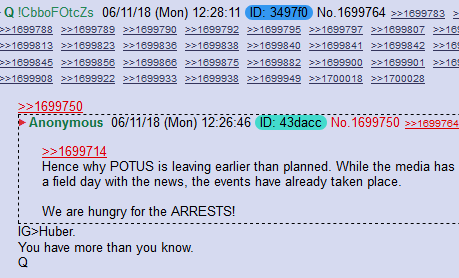 Q !CbboFOtcZs 06/11/18 (Mon) 12:28:11 ID: 3497f0 No.1699764 >>1699783
>>1699788 >>1699789 >>1699790 >>1699792 >>1699795 >>1699797 >>1699807
>>1699813 >>1699823 >>1699836 >>1699840 >>1699841 >>1699842
>>1699845 >>1699856 >>1699866 >>1699875 >>1699882 >>1699900 >>1699901
>>1699908 >>1699922 >>1699933 >>1699938 >>1699949 >>1700018 >>1700028
>>1699750
Anonymous 06/11/18 (Mon) 12:26:46 ID: 43dacc No.1699750 >>1699764
>>1699714
Hence why POTUS is leaving earlier than planned. While the media has
a field day with the news, the events have already taken place.
We are hungry for the ARRESTS!
IG>Huber.
You have more than you know.
Q